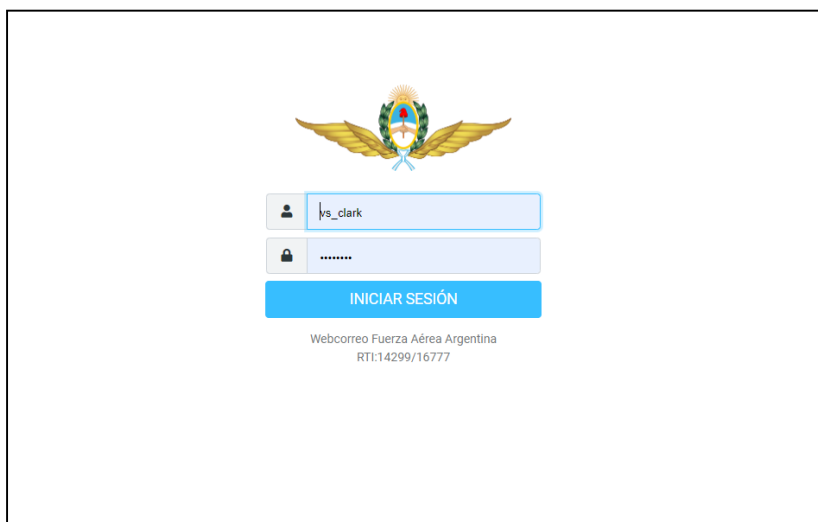 vs_clark
••••••••
INICIAR SESIÓN
Webcorreo Fuerza Aérea Argentina
RTI:14299/16777